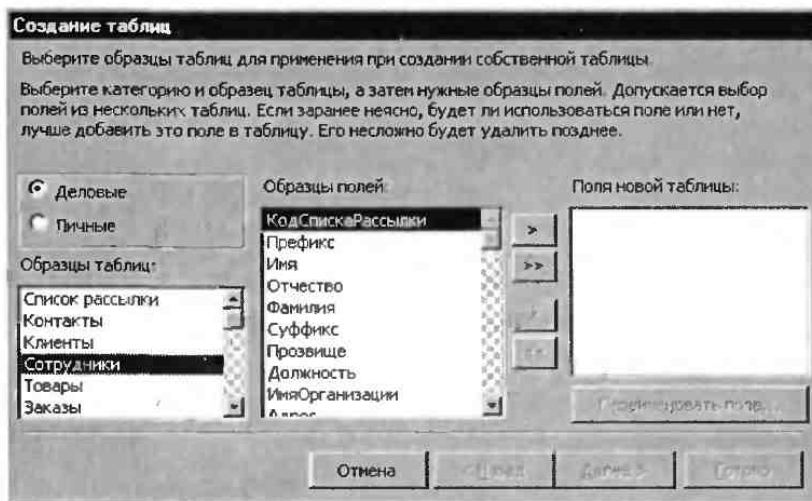 Создание таблиц
Выберите образцы таблиц для применения при создании собственной таблицы.
Выберите категорию и образец таблицы, а затем нужные образцы полей. Допускается выбор
полей из нескольких таблиц. Если заранее неясно, будет ли использоваться поле или нет,
лучше добавить это поле в таблицу. Его несложно будет удалить позднее.
Деловые
Личные
Образцы таблиц:
Список рассылки
Контакты
Клиенты
Сотрудники
Товары
Заказы
Образцы полей:
КодСпискаРассылки
Префикс
Имя
Отчество
Фамилия
Суффикс
Прозвище
Должность
ИмяОрганизации
Адрес
>
>>
<
<<
Поля новой таблицы:
Переименовать поле...
Отмена
< Назад
Далее >
Готово